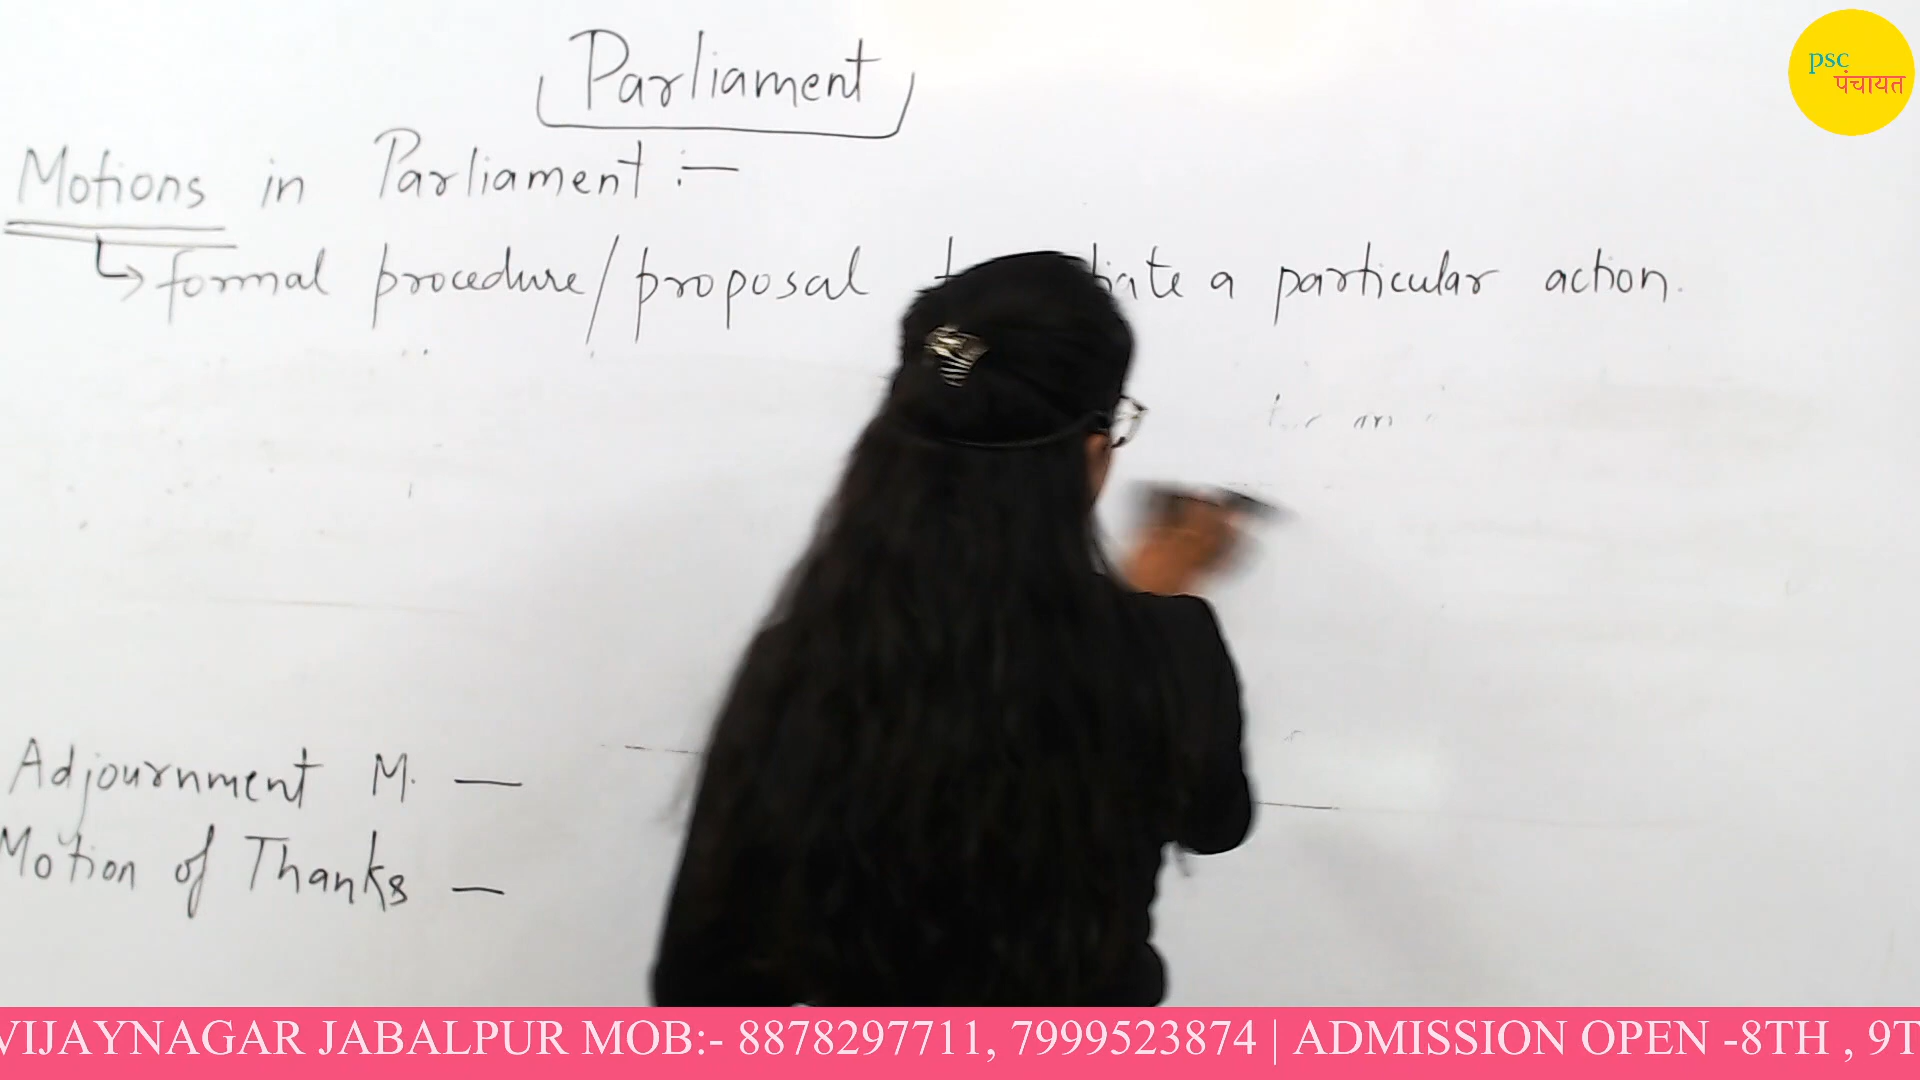 Parliament
psc
पंचायत
Motions in Parliament :-
↳ formal procedure/proposal a particular action.
Adjournment M. —
Motion of Thanks —
VIJAYNAGAR JABALPUR MOB:- 8878297711, 7999523874 | ADMISSION OPEN -8TH , 9T